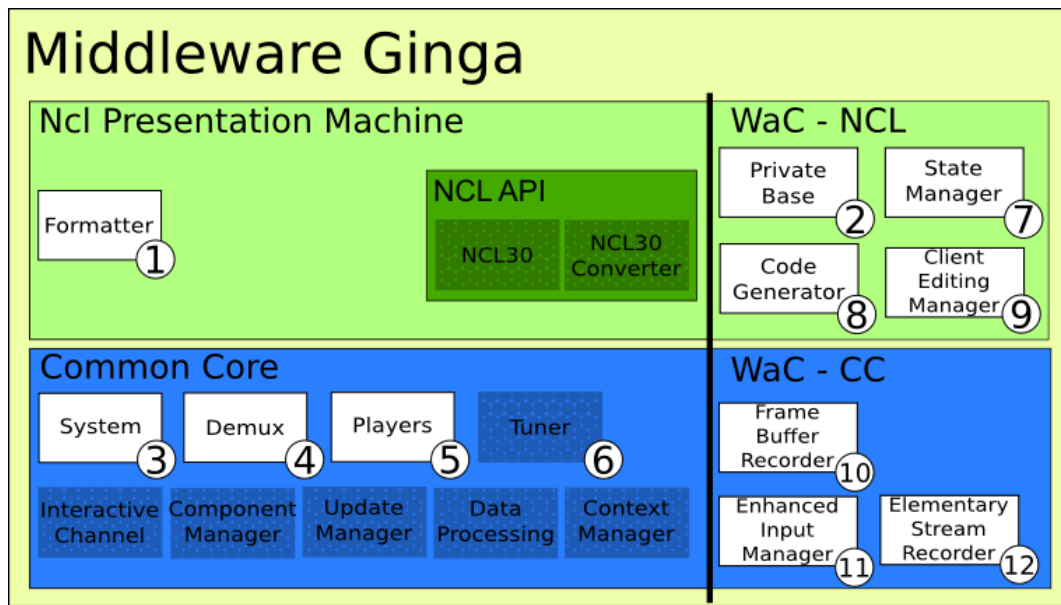 Middleware Ginga
Ncl Presentation Machine
Formatter
1
NCL API
NCL30
NCL30
Converter
WaC - NCL
Private
Base
2
State
Manager
7
Code
Generator
8
Client
Editing
Manager
9
Common Core
System
3
Demux
4
Players
5
Tuner
6
Interactive
Channel
Component
Manager
Update
Manager
Data
Processing
Context
Manager
WaC - CC
Frame
Buffer
Recorder
10
Enhanced
Input
Manager
11
Elementary
Stream
Recorder
12